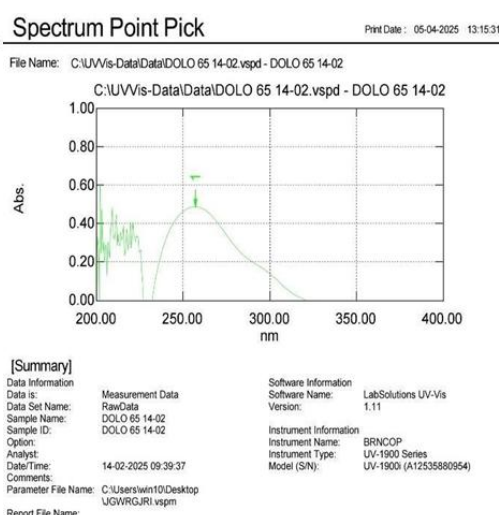 Spectrum Point Pick
Print Date : 05-04-2025 13:15:31
File Name: C:\UVVis-Data\Data\DOLO 65 14-02.vspd - DOLO 65 14-02
C:\UVVis-Data\Data\DOLO 65 14-02.vspd - DOLO 65 14-02
1.00
0.80
0.60
0.40
0.20
0.00
Abs.
1
200.00 250.00 300.00 350.00 400.00
nm
[Summary]
Data Information
Data is: Measurement Data
Data Set Name: RawData
Sample Name: DOLO 65 14-02
Sample ID: DOLO 65 14-02
Option:
Analyst:
Date/Time: 14-02-2025 09:39:37
Comments:
Parameter File Name: C:\Users\win10\Desktop
\JGWRGJRI.vspm
Report File Name:
Software Information
Software Name: LabSolutions UV-Vis
Version: 1.11
Instrument Information
Instrument Name: BRNCOP
Instrument Type: UV-1900 Series
Model (S/N): UV-1900i (A12535880954)